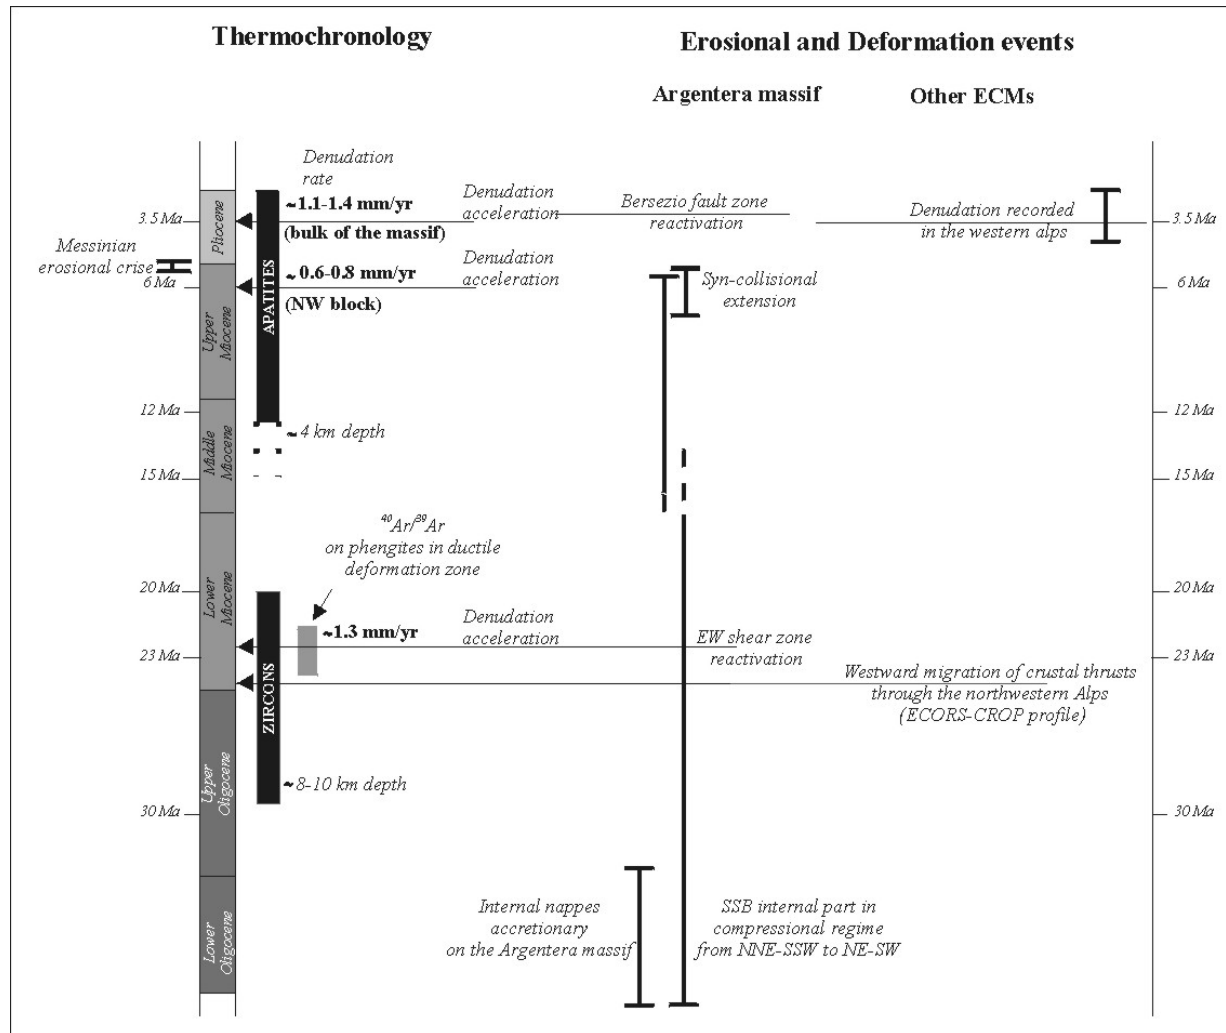 Thermochronology
Erosional and Deformation events
Argentera massif
Other ECMs
Denudation
rate
~1.1-1.4 mm/yr
(bulk of the massif)
Denudation
acceleration
Bersezio fault zone
reactivation
Denudation recorded
in the western alps
3.5 Ma
3.5 Ma
Pliocene
Messinian
erosional crise
6 Ma
~ 0.6-0.8 mm/yr
(NW block)
Denudation
acceleration
Syn-collisional
extension
6 Ma
APATITES
Upper
Miocene
12 Ma
12 Ma
~ 4 km depth
Middle
Miocene
15 Ma
15 Ma
40Ar/39Ar
on phengites in ductile
deformation zone
20 Ma
20 Ma
Lower
Miocene
~1.3 mm/yr
Denudation
acceleration
EW shear zone
reactivation
23 Ma
23 Ma
Westward migration of crustal thrusts
through the northwestern Alps
(ECORS-CROP profile)
ZIRCONS
Upper
Oligocene
~8-10 km depth
30 Ma
30 Ma
Internal nappes
accretionary
on the Argentera massif
SSB internal part in
compressional regime
from NNE-SSW to NE-SW
Lower
Oligocene